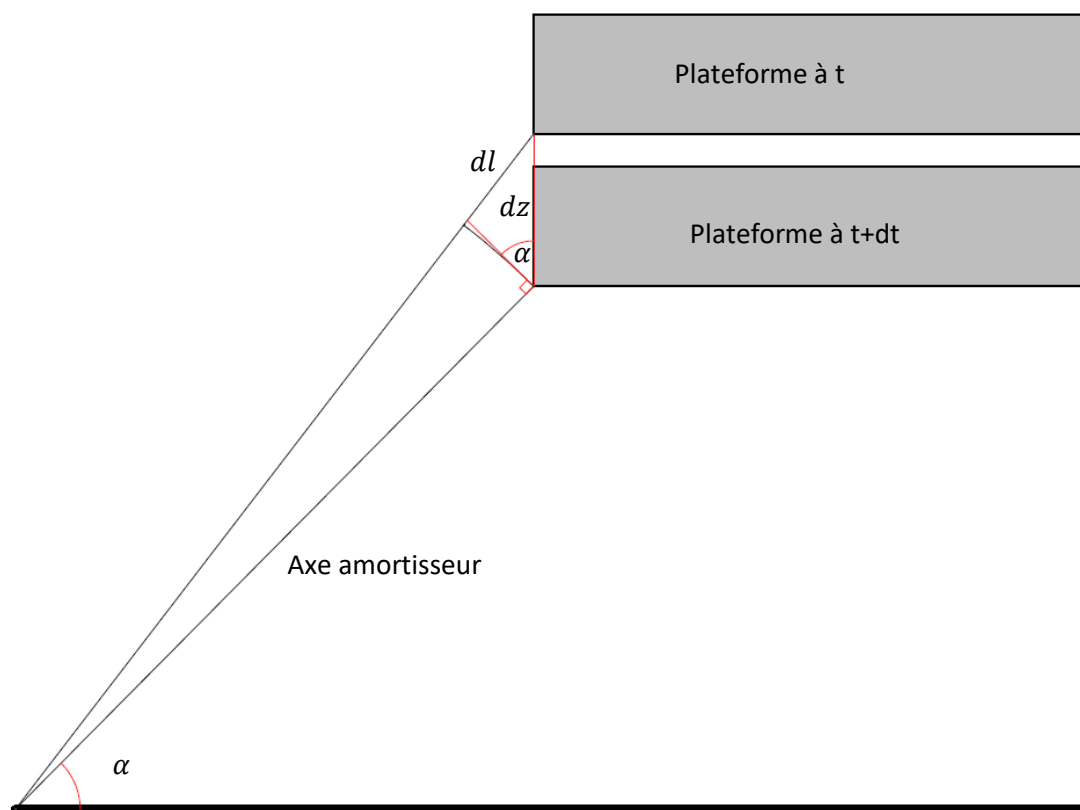 Plateforme à t
dl
dz
Plateforme à t+dt
α
Axe amortisseur
α